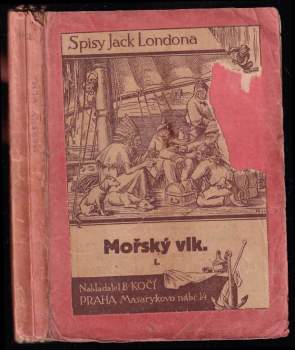 Spisy Jack Londona
Mořský vlk.
I.
Nakladatel B. KOČÍ
PRAHA Masarykovo nábř. 14